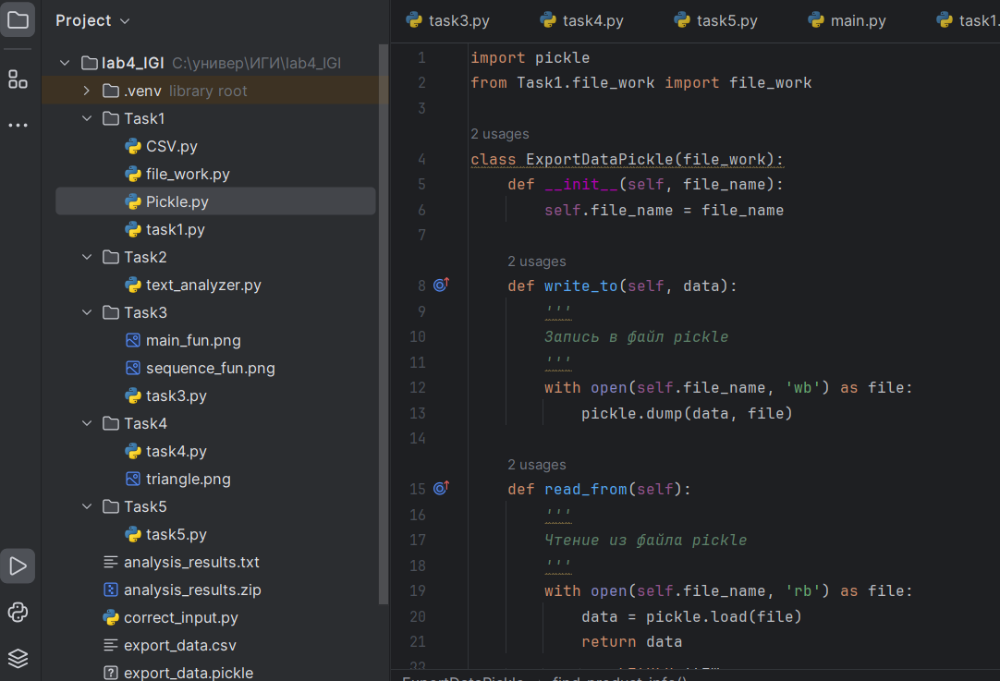 Project
lab4_IGI C:\универ\ИГИ\lab4_IGI
.venv library root
Task1
CSV.py
file_work.py
Pickle.py
task1.py
Task2
text_analyzer.py
Task3
main_fun.png
sequence_fun.png
task3.py
Task4
task4.py
triangle.png
Task5
task5.py
analysis_results.txt
analysis_results.zip
correct_input.py
export_data.csv
export_data.pickle
task3.py task4.py task5.py main.py task1.
1 import pickle
2 from Task1.file_work import file_work
3
2 usages
4 class ExportDataPickle(file_work):
5 def __init__(self, file_name):
6 self.file_name = file_name
7
2 usages
8 def write_to(self, data):
9 '''
10 Запись в файл pickle
11 '''
12 with open(self.file_name, 'wb') as file:
13 pickle.dump(data, file)
14
2 usages
15 def read_from(self):
16 '''
17 Чтение из файла pickle
18 '''
19 with open(self.file_name, 'rb') as file:
20 data = pickle.load(file)
21 return data
22
ExportDataPickle > find_product_info()